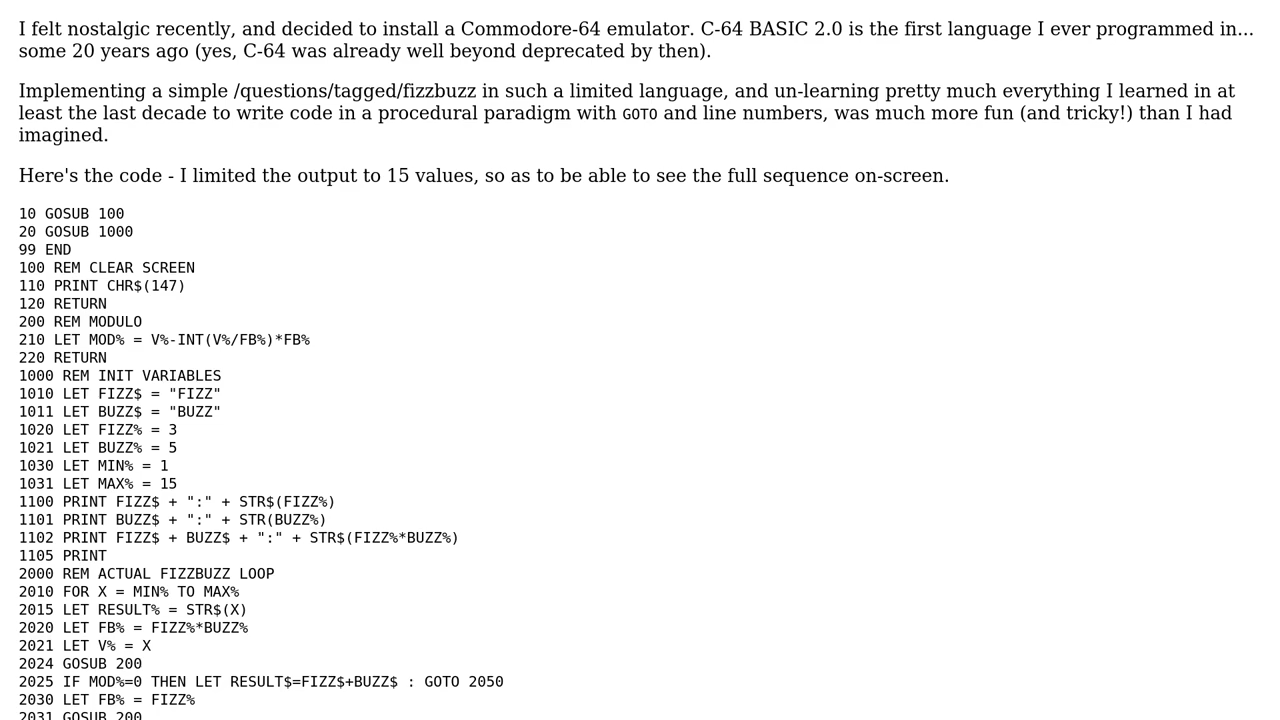 I felt nostalgic recently, and decided to install a Commodore-64 emulator. C-64 BASIC 2.0 is the first language I ever programmed in...
some 20 years ago (yes, C-64 was already well beyond deprecated by then).
Implementing a simple /questions/tagged/fizzbuzz in such a limited language, and un-learning pretty much everything I learned in at
least the last decade to write code in a procedural paradigm with GOTO and line numbers, was much more fun (and tricky!) than I had
imagined.
Here's the code - I limited the output to 15 values, so as to be able to see the full sequence on-screen.
10 GOSUB 100
20 GOSUB 1000
99 END
100 REM CLEAR SCREEN
110 PRINT CHR$(147)
120 RETURN
200 REM MODULO
210 LET MOD% = V%-INT(V%/FB%)*FB%
220 RETURN
1000 REM INIT VARIABLES
1010 LET FIZZ$ = "FIZZ"
1011 LET BUZZ$ = "BUZZ"
1020 LET FIZZ% = 3
1021 LET BUZZ% = 5
1030 LET MIN% = 1
1031 LET MAX% = 15
1100 PRINT FIZZ$ + ":" + STR$(FIZZ%)
1101 PRINT BUZZ$ + ":" + STR(BUZZ%)
1102 PRINT FIZZ$ + BUZZ$ + ":" + STR$(FIZZ%*BUZZ%)
1105 PRINT
2000 REM ACTUAL FIZZBUZZ LOOP
2010 FOR X = MIN% TO MAX%
2015 LET RESULT% = STR$(X)
2020 LET FB% = FIZZ%*BUZZ%
2021 LET V% = X
2024 GOSUB 200
2025 IF MOD%=0 THEN LET RESULT$=FIZZ$+BUZZ$ : GOTO 2050
2030 LET FB% = FIZZ%
2031 GOSUB 200